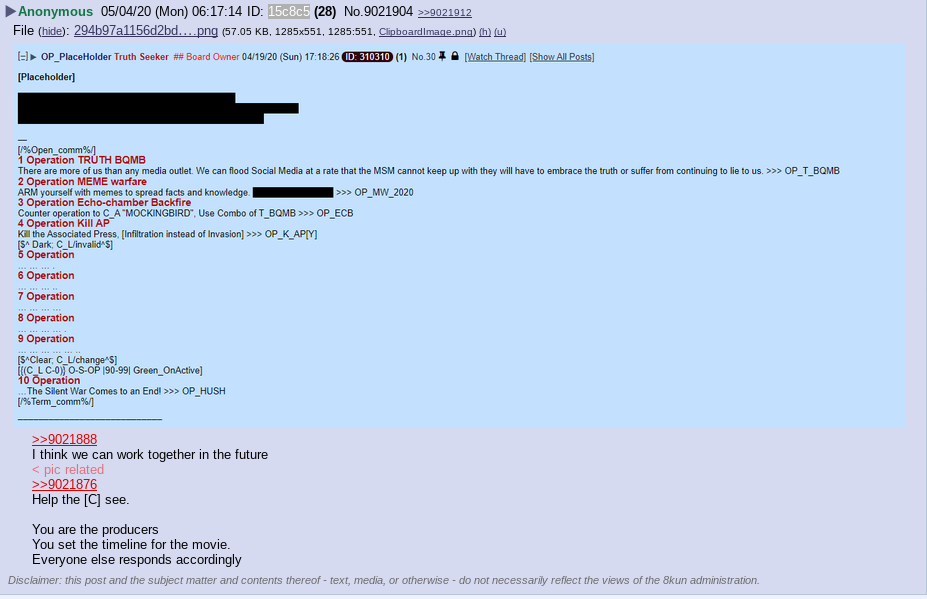 ▶Anonymous 05/04/20 (Mon) 06:17:14 ID: 15c8c5 (28) No.9021904 >>9021912
File (hide): 294b97a1156d2bd….png (57.05 KB, 1285x551, 1285:551, ClipboardImage.png) (h) (u)
[–]▶ OP_PlaceHolder Truth Seeker ## Board Owner 04/19/20 (Sun) 17:18:26 ID: 310310 (1) No.30 [Watch Thread] [Show All Posts]
[Placeholder]
—
[/%Open_comm%/]
1 Operation TRUTH BQMB
There are more of us than any media outlet. We can flood Social Media at a rate that the MSM cannot keep up with they will have to embrace the truth or suffer from continuing to lie to us. >>> OP_T_BQMB
2 Operation MEME warfare
ARM yourself with memes to spread facts and knowledge. >>> OP_MW_2020
3 Operation Echo-chamber Backfire
Counter operation to C_A "MOCKINGBIRD", Use Combo of T_BQMB >>> OP_ECB
4 Operation Kill AP
Kill the Associated Press, [Infiltration instead of Invasion] >>> OP_K_AP[Y]
[$^ Dark; C_L/invalid^$]
5 Operation
… … … .
6 Operation
… … … ..
7 Operation
… … … …
8 Operation
… … … … .
9 Operation
… … … … … ..
[$^Clear; C_L/change^$]
[{(C_L C-0)} O-S-OP |90-99| Green_OnActive]
10 Operation
…The Silent War Comes to an End! >>> OP_HUSH
[/%Term_comm%/]
____________________________
>>9021888
I think we can work together in the future
< pic related
>>9021876
Help the [C] see.
You are the producers
You set the timeline for the movie.
Everyone else responds accordingly
Disclaimer: this post and the subject matter and contents thereof - text, media, or otherwise - do not necessarily reflect the views of the 8kun administration.